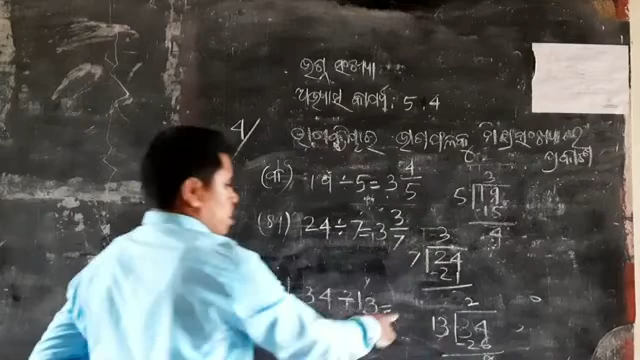 ଭଗ୍ନ ସଂଖ୍ୟା
ଅଭ୍ୟାସ କାର୍ଯ୍ୟ: 5.4
4/ ଭାଗକ୍ରିୟାରେ ଭାଗଫଳକୁ ମିଶ୍ରସଂଖ୍ୟାରେ
ପ୍ରକାଶ
(କ) 19 ÷ 5 = 3 4/5
5 19 3
15
4
(ଖ) 24 ÷ 7 = 3 3/7
7 24 3
21
34 ÷ 13 =
13 34 2
26